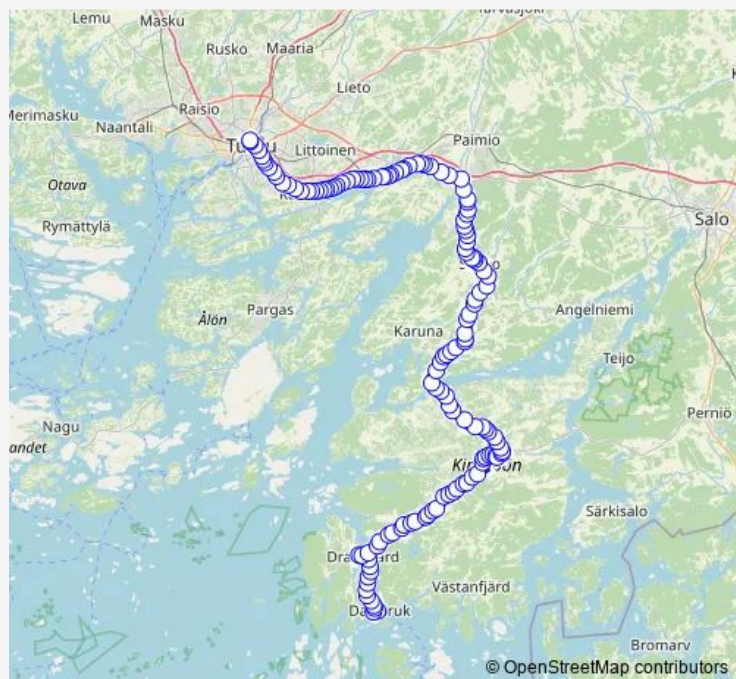 Lemu
Masku
Tarvasjoki
Rusko
Maaria
Lieto
Raisio
Merimasku
Naantali
Littoinen
Paimio
Otava
Rymättylä
Salo
Ålön
Pargas
Angelniemi
Karuna
Teijo
Nagu
Perniö
Särkisalo
Västanfjärd
Bromarv
© OpenStreetMap contributors